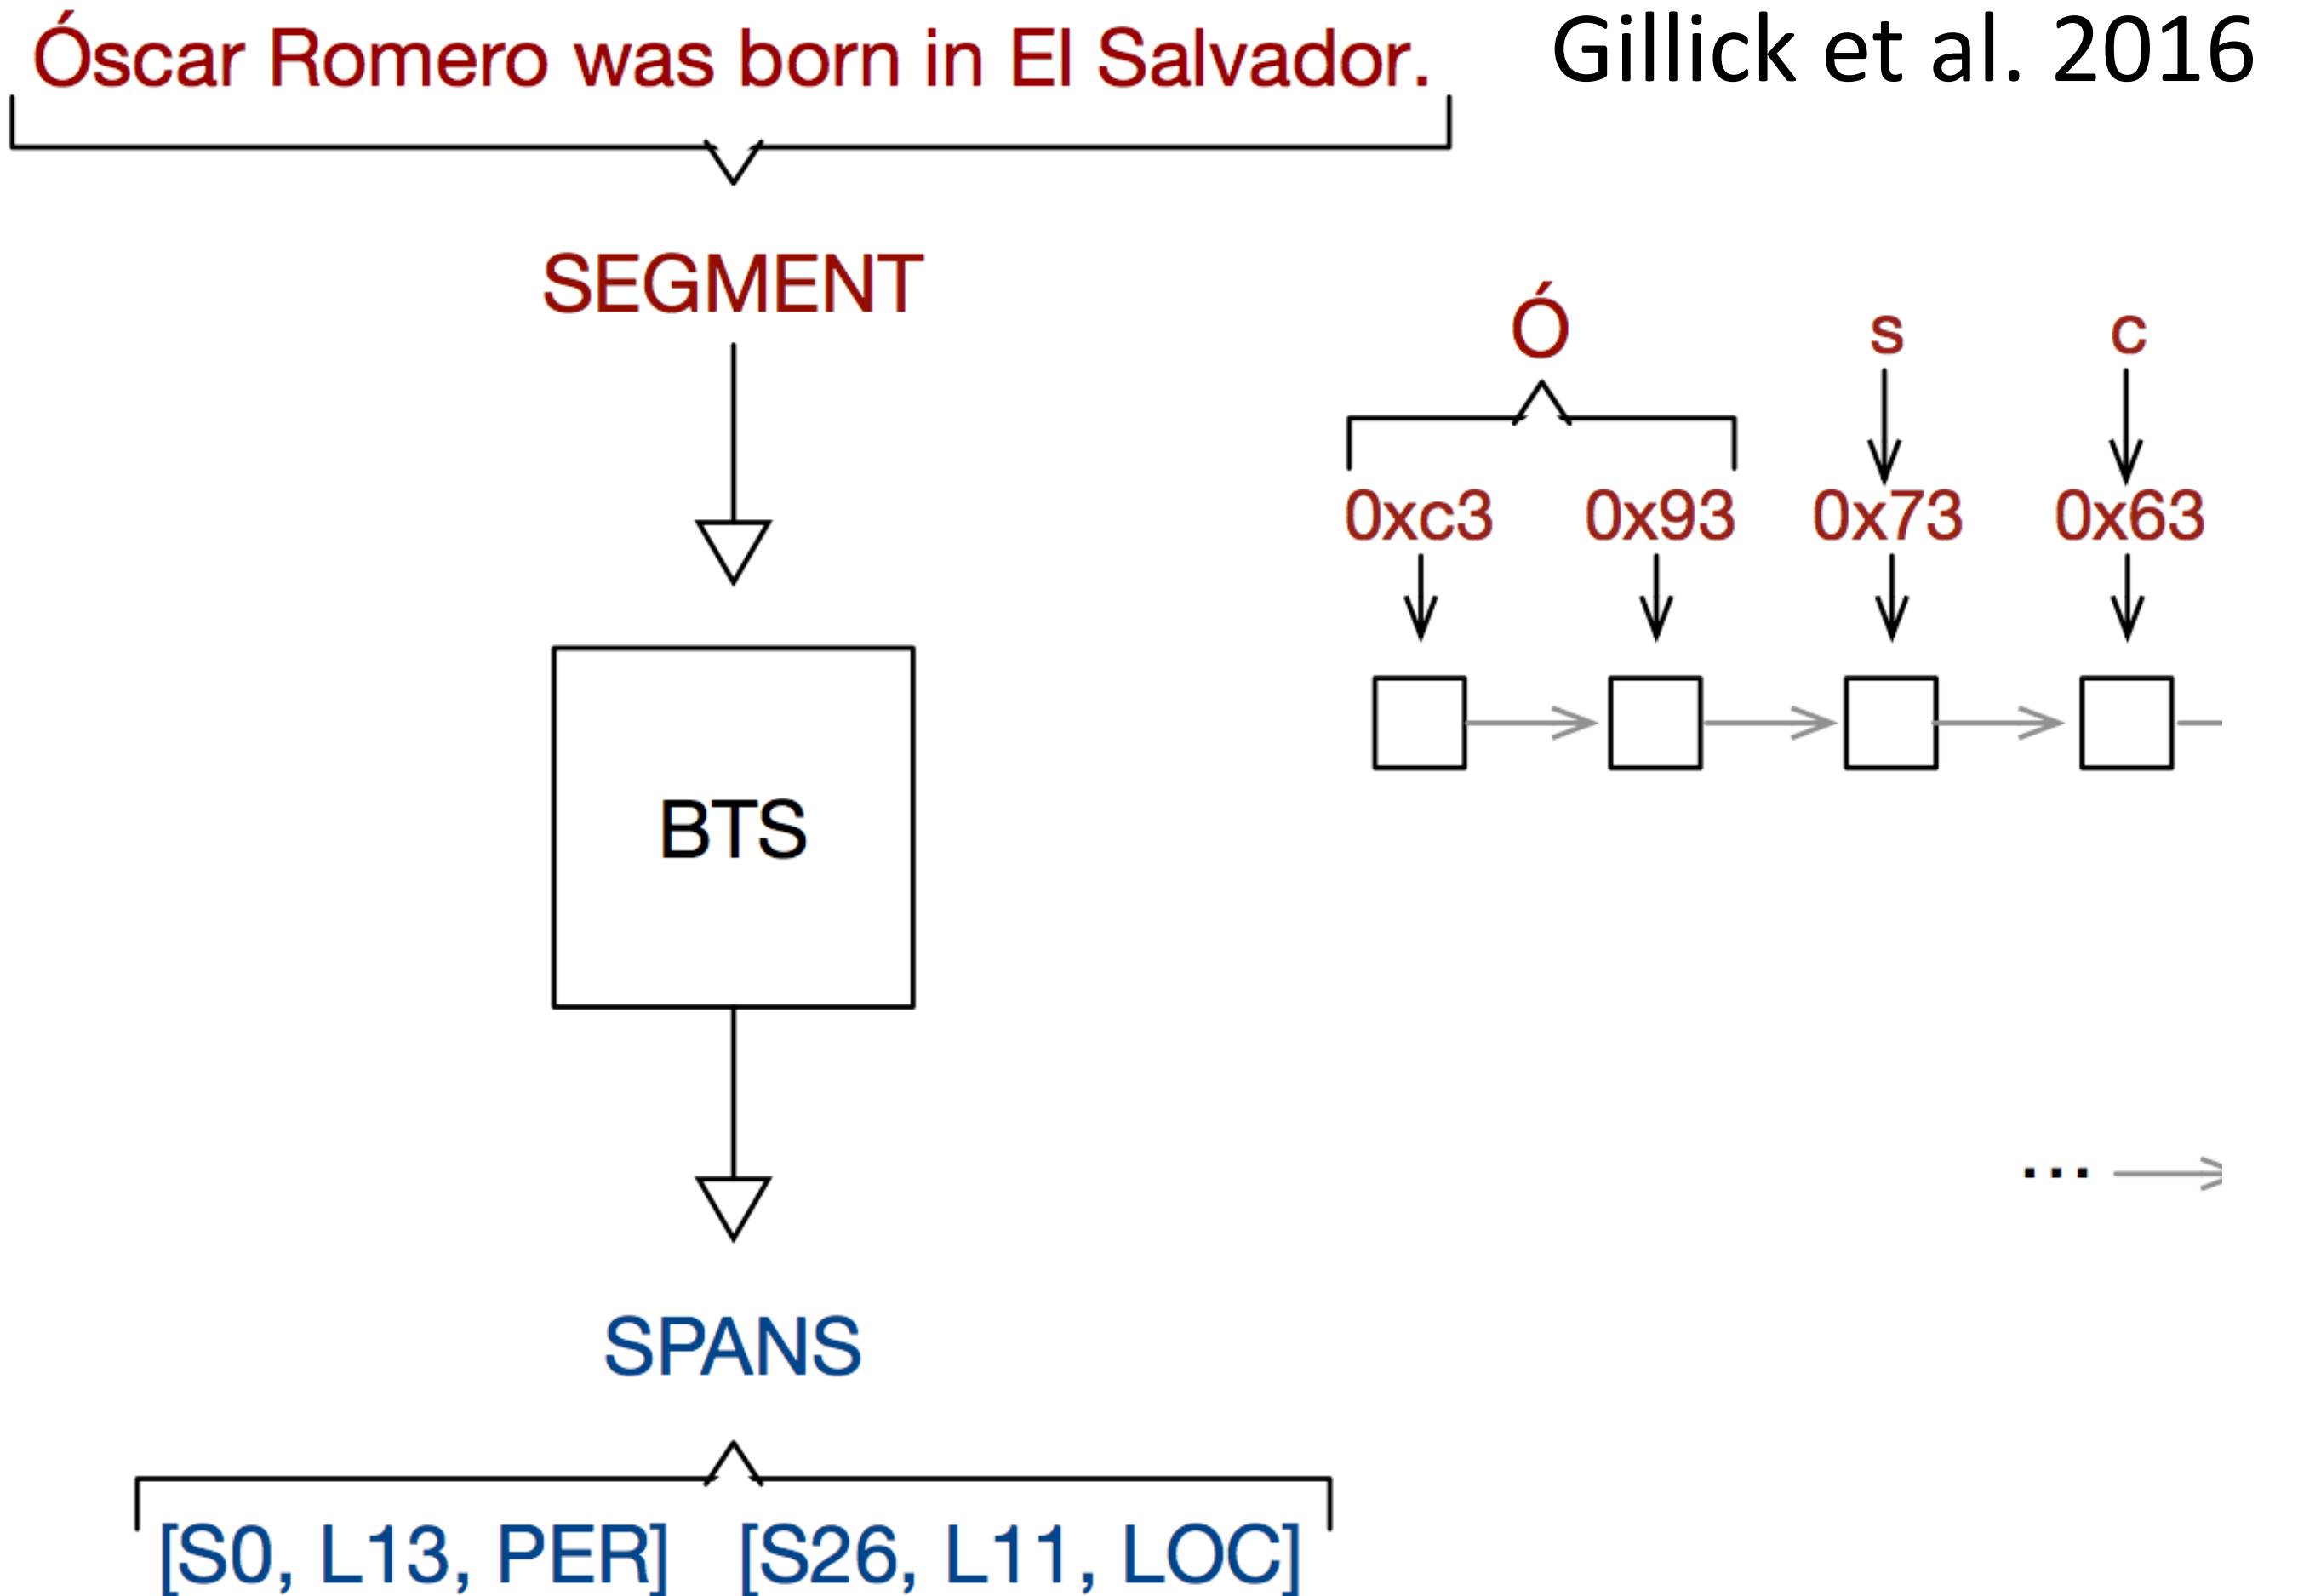 Óscar Romero was born in El Salvador.
Gillick et al. 2016
SEGMENT
Ó s c
0xc3 0x93 0x73 0x63
BTS
...
SPANS
[S0, L13, PER] [S26, L11, LOC]